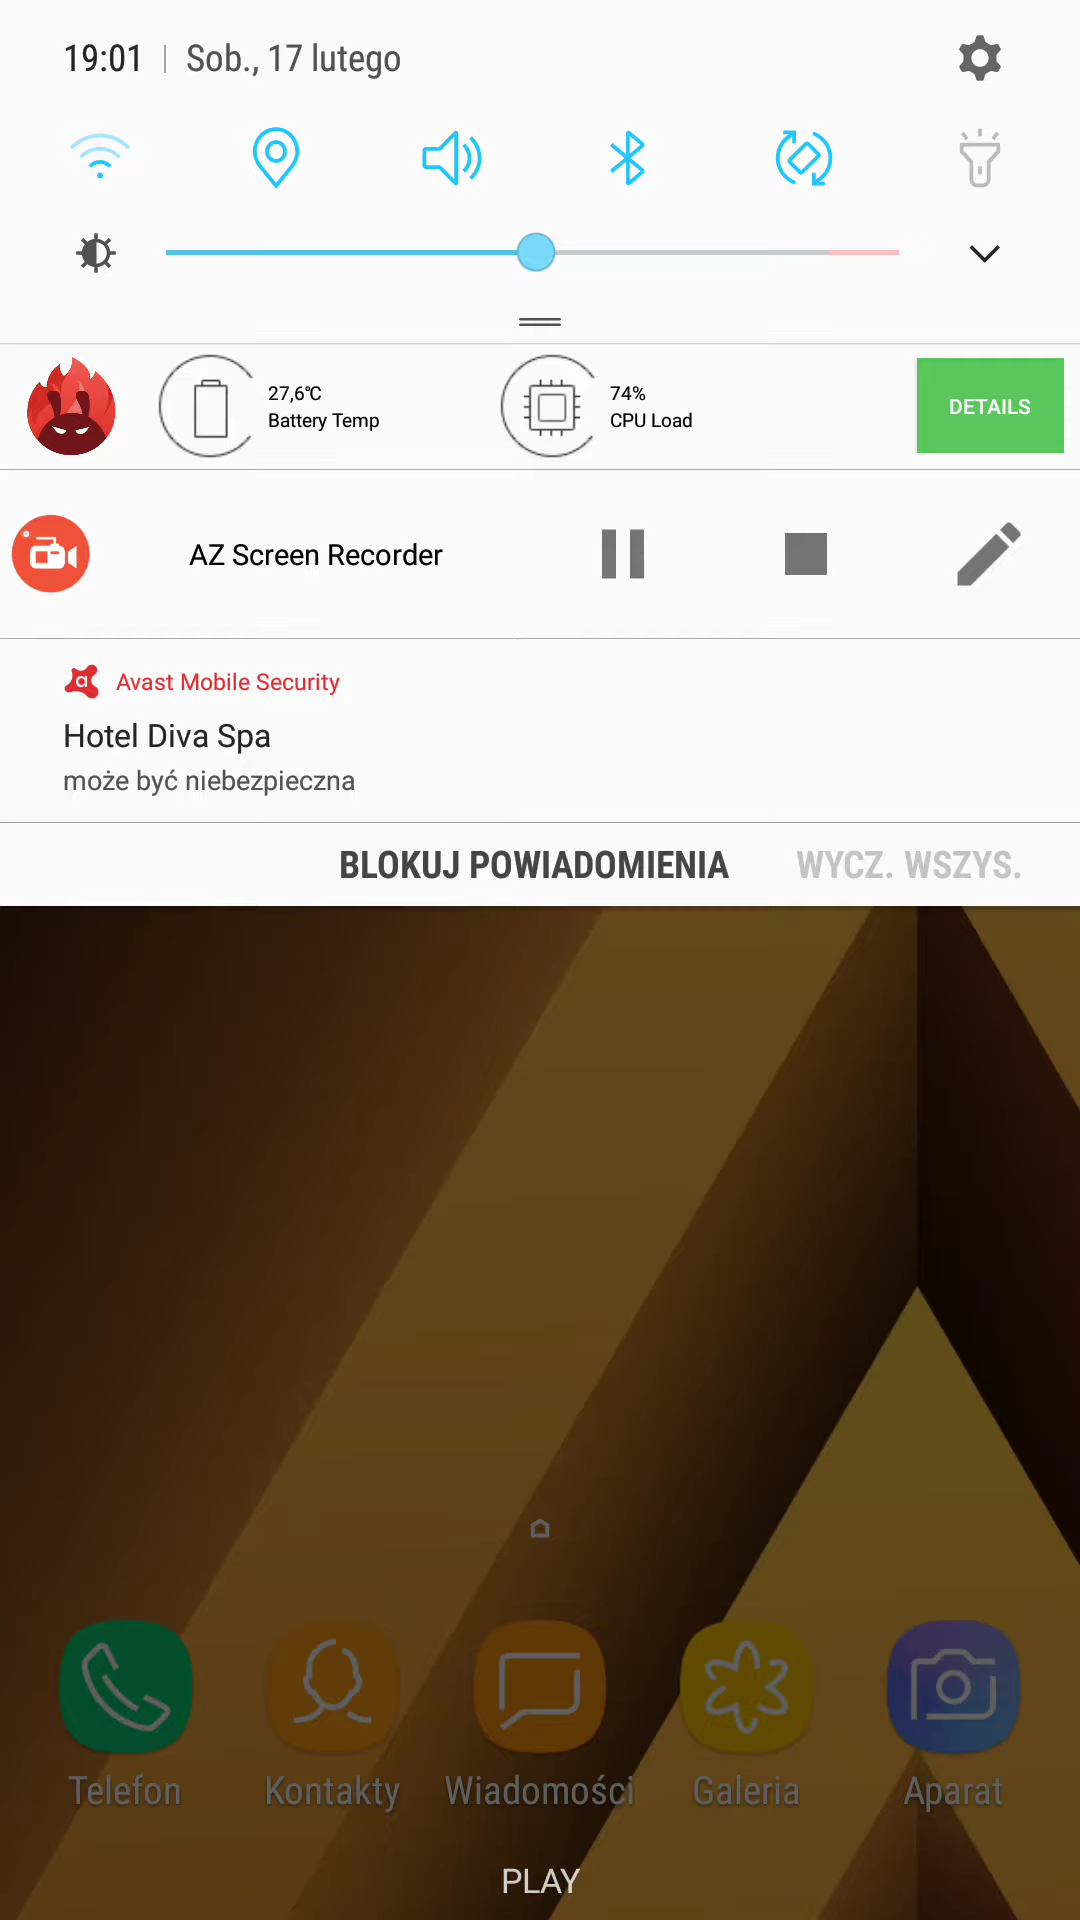 19:01 | Sob., 17 lutego
27,6℃
Battery Temp
74%
CPU Load
DETAILS
AZ Screen Recorder
Avast Mobile Security
Hotel Diva Spa
może być niebezpieczna
BLOKUJ POWIADOMIENIA WYCZ. WSZYS.
Telefon Kontakty Wiadomości Galeria Aparat
PLAY